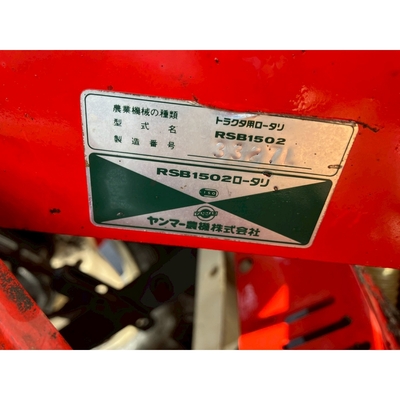 農業機械の種類 トラクタ用ロータリ
型式名 RSB1502
製造番号
RSB1502ロータリ
ヤンマー農機株式会社